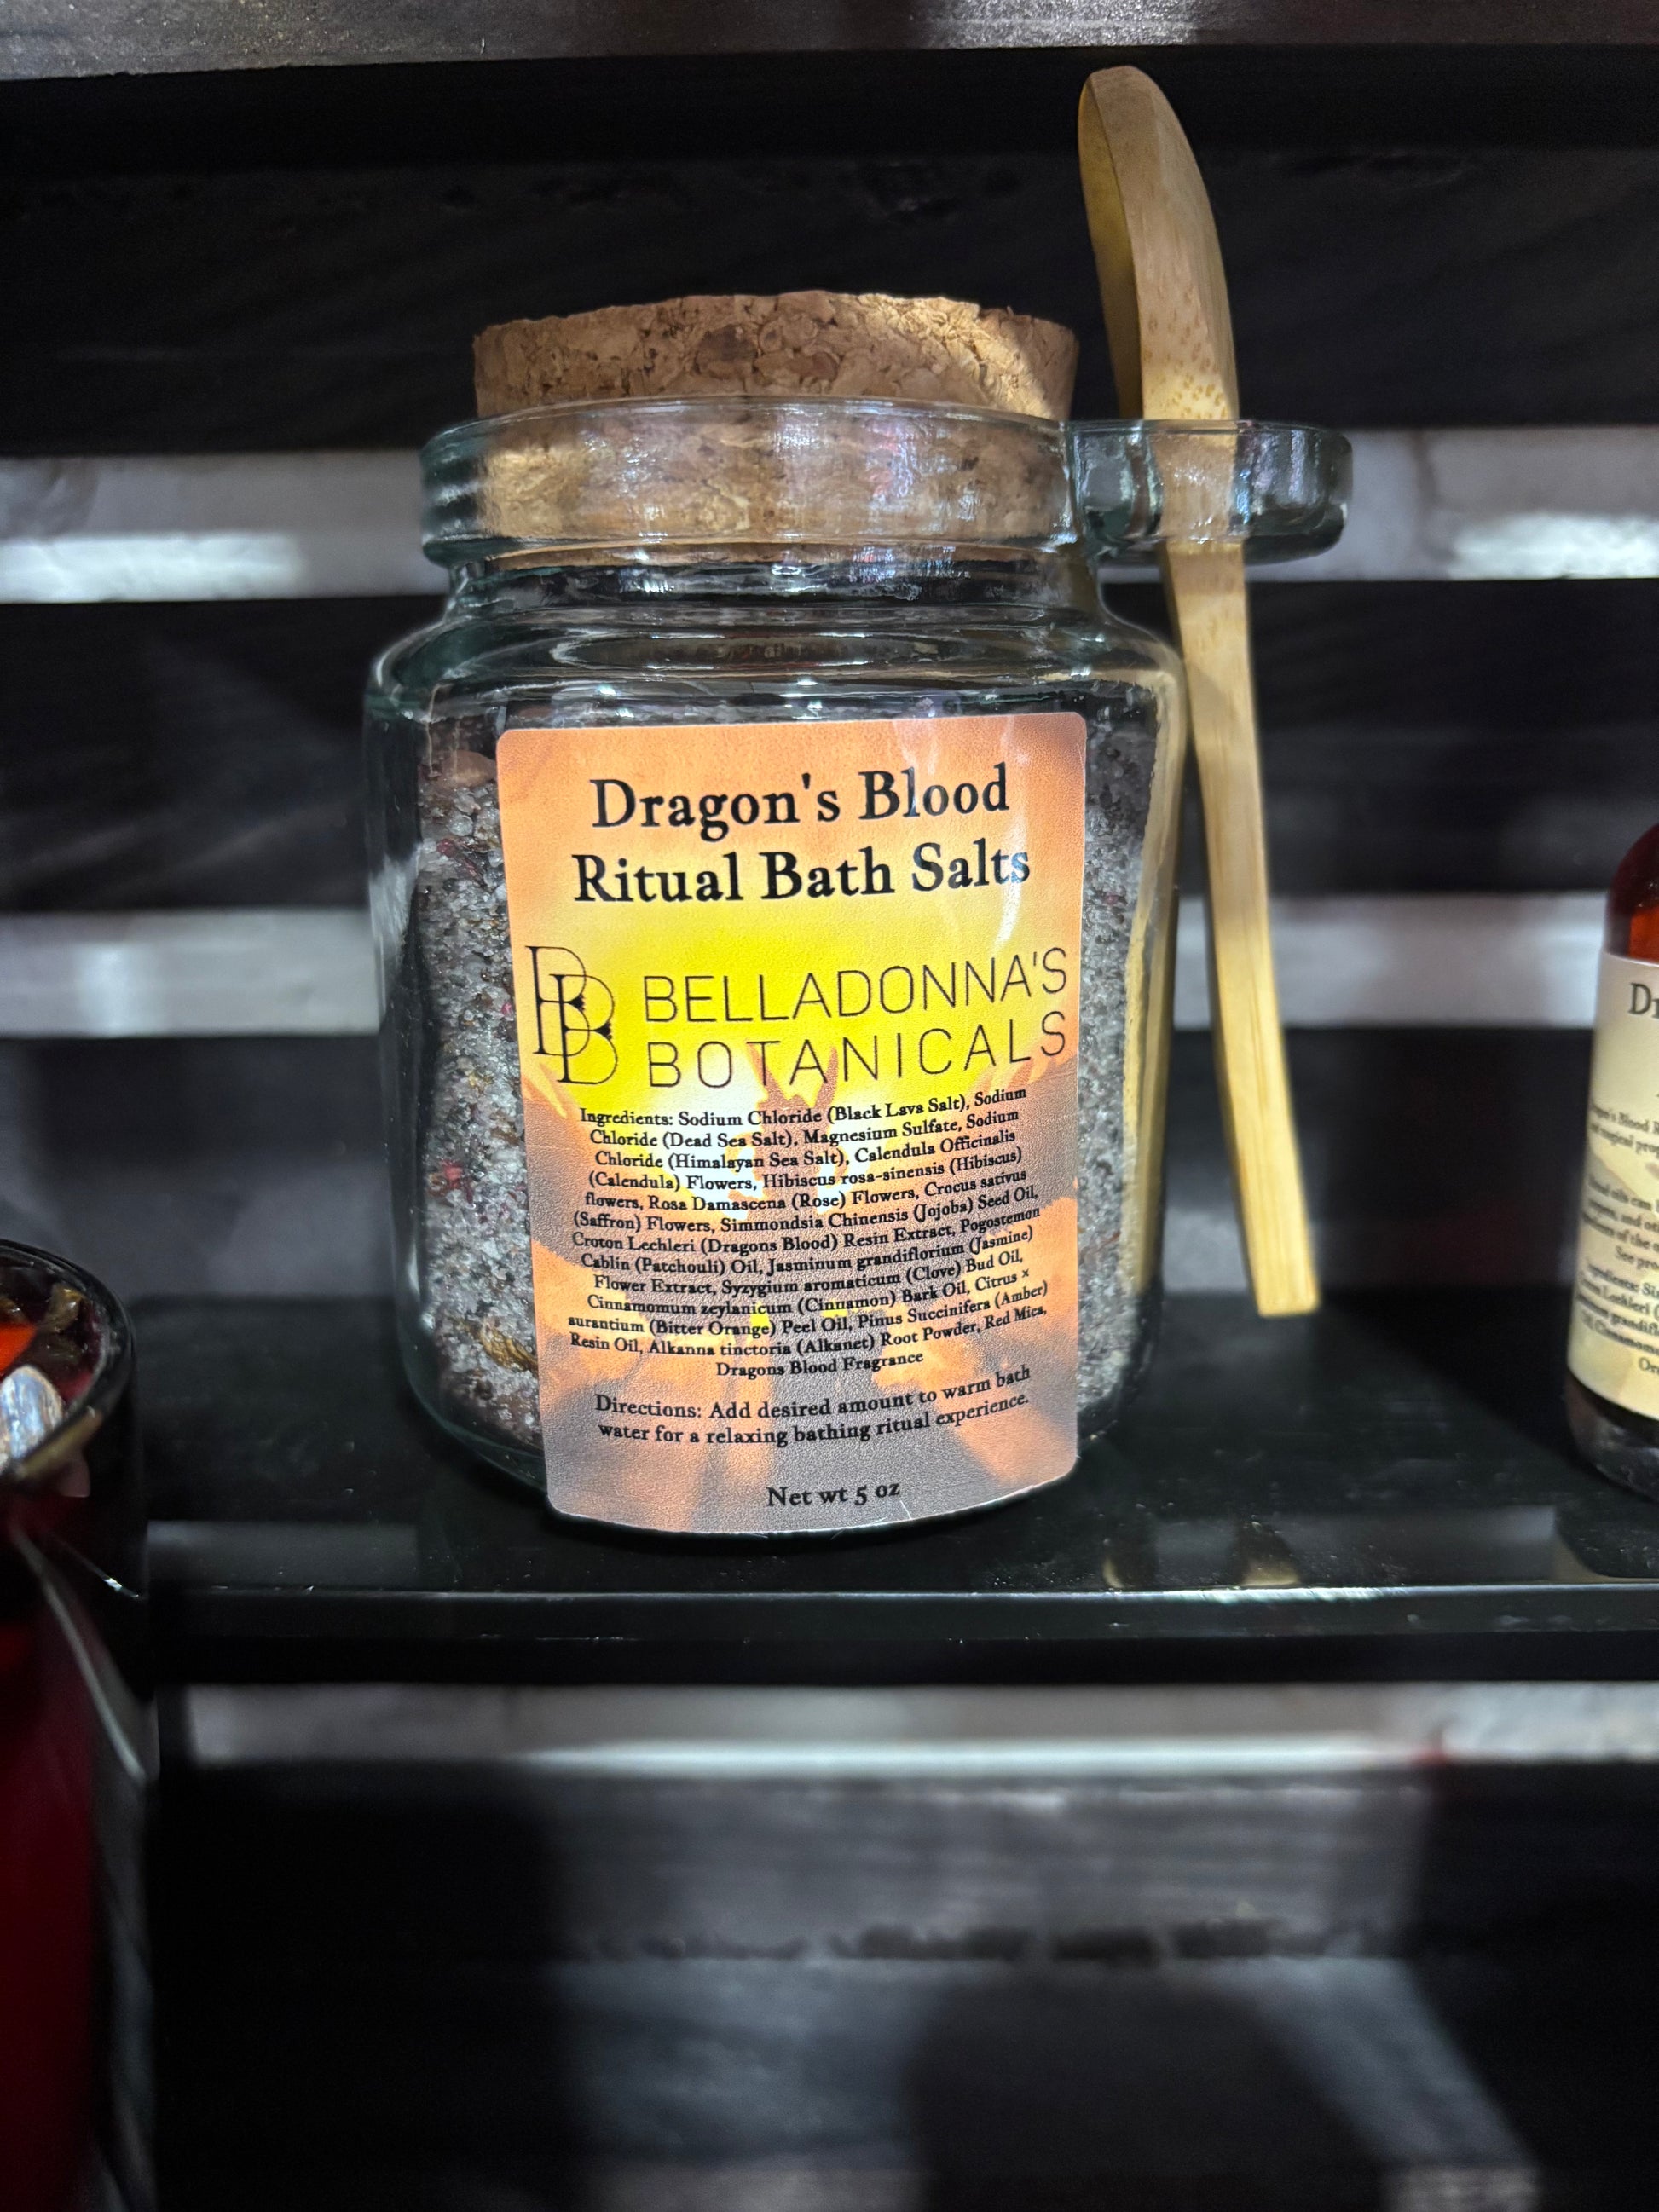 Dragon's Blood
Ritual Bath Salts
BB
BELLADONNA'S
BOTANICALS
Ingredients: Sodium Chloride (Black Lava Salt), Sodium
Chloride (Dead Sea Salt), Magnesium Sulfate, Sodium
Chloride (Himalayan Sea Salt), Calendula Officinalis
(Calendula) Flowers, Hibiscus rosa-sinensis (Hibiscus)
flowers, Rosa Damascena (Rose) Flowers, Crocus sativus
(Saffron) Flowers, Simmondsia Chinensis (Jojoba) Seed Oil,
Croton Lechleri (Dragons Blood) Resin Extract, Pogostemon
Cablin (Patchouli) Oil, Jasminum grandiflorium (Jasmine)
Flower Extract, Syzygium aromaticum (Clove) Bud Oil,
Cinnamomum zeylanicum (Cinnamon) Bark Oil, Citrus ×
aurantium (Bitter Orange) Peel Oil, Pinus Succinifera (Amber)
Resin Oil, Alkanna tinctoria (Alkanet) Root Powder, Red Mica,
Dragons Blood Fragrance
Directions: Add desired amount to warm bath
water for a relaxing bathing ritual experience.
Net wt 5 oz